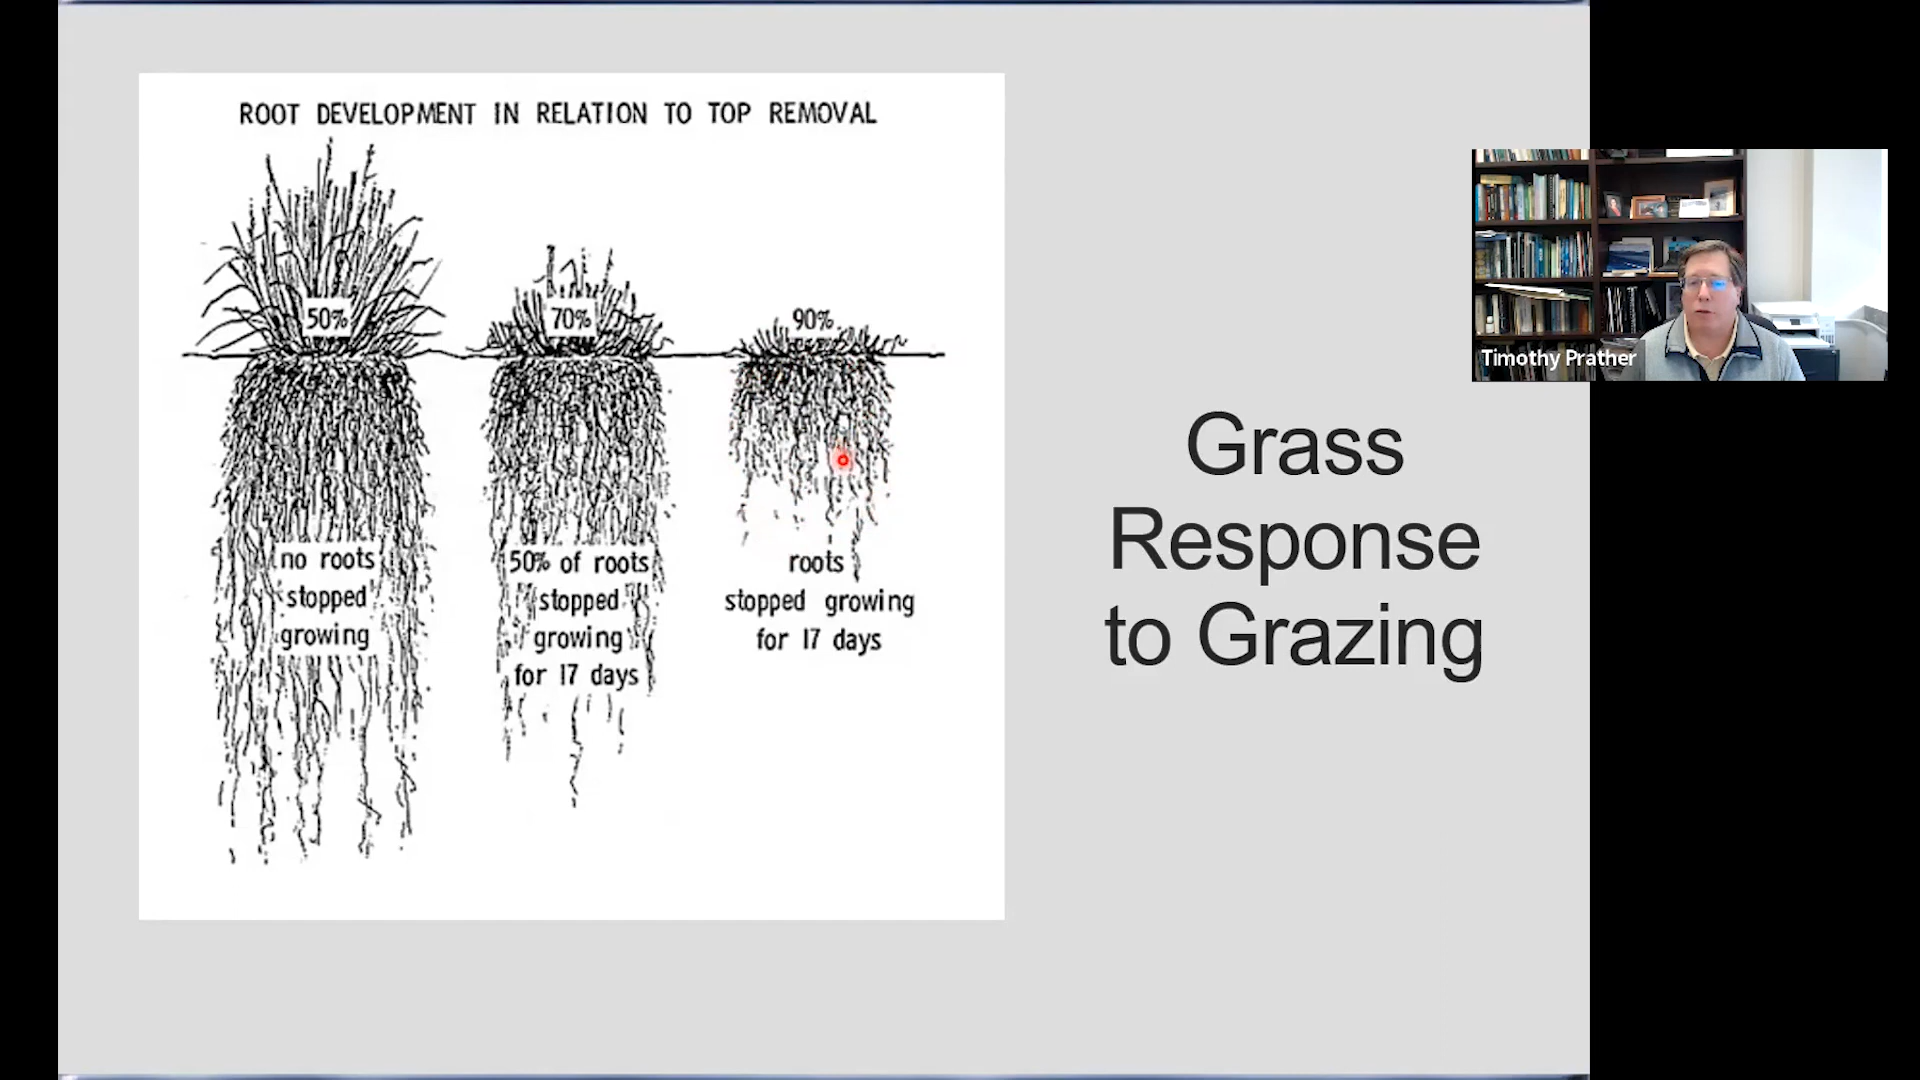 ROOT DEVELOPMENT IN RELATION TO TOP REMOVAL
50%
70%
90%
no roots
stopped
growing
50% of roots
stopped
growing
for 17 days
roots
stopped growing
for 17 days
Grass
Response
to Grazing
Timothy Prather